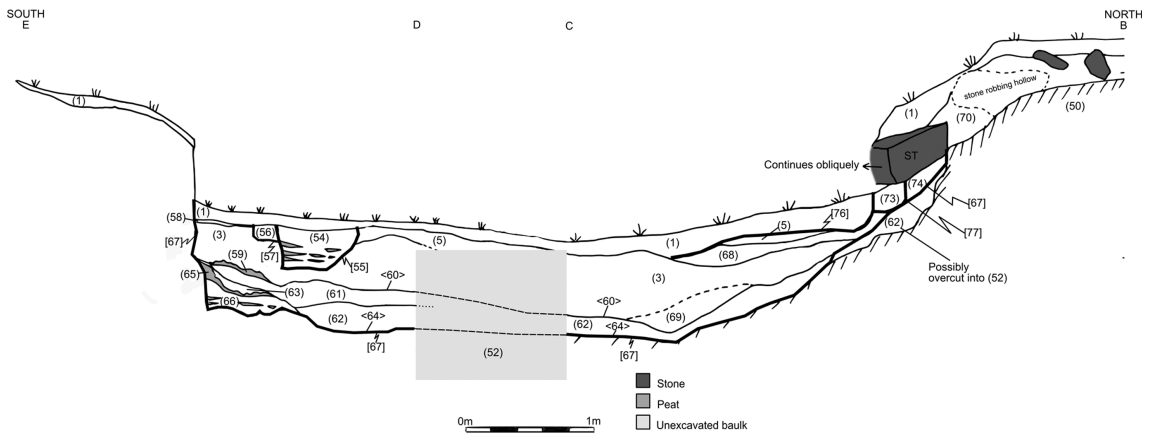 SOUTH
E
D
C
NORTH
B
(1)
stone robbing hollow
(50)
(1)
(70)
ST
Continues obliquely
(74)
(73)
[67]
(58)
(1)
[76]
(62)
(56)
(54)
(5)
(5)
[77]
[67]
(3)
[57]
(1)
(68)
(59)
[55]
Possibly
overcut into (52)
(65)
<60>
(3)
(63)
(61)
<60>
(66)
(62)
<64>
(62)
<64>
(69)
[67]
(52)
[67]
Stone
Peat
Unexcavated baulk
0m
1m